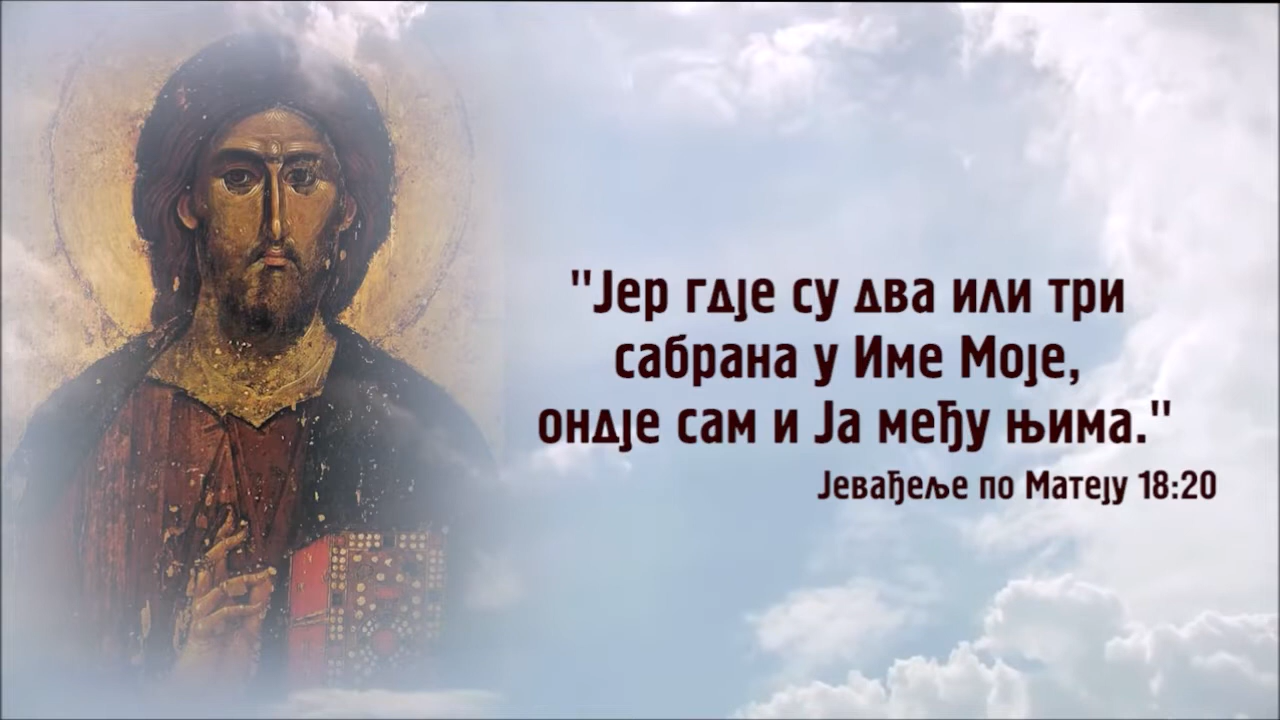 "Јер гдје су два или три
сабрана у Име Моје,
ондје сам и Ја међу њима."
Јеванђеље по Матеју 18:20